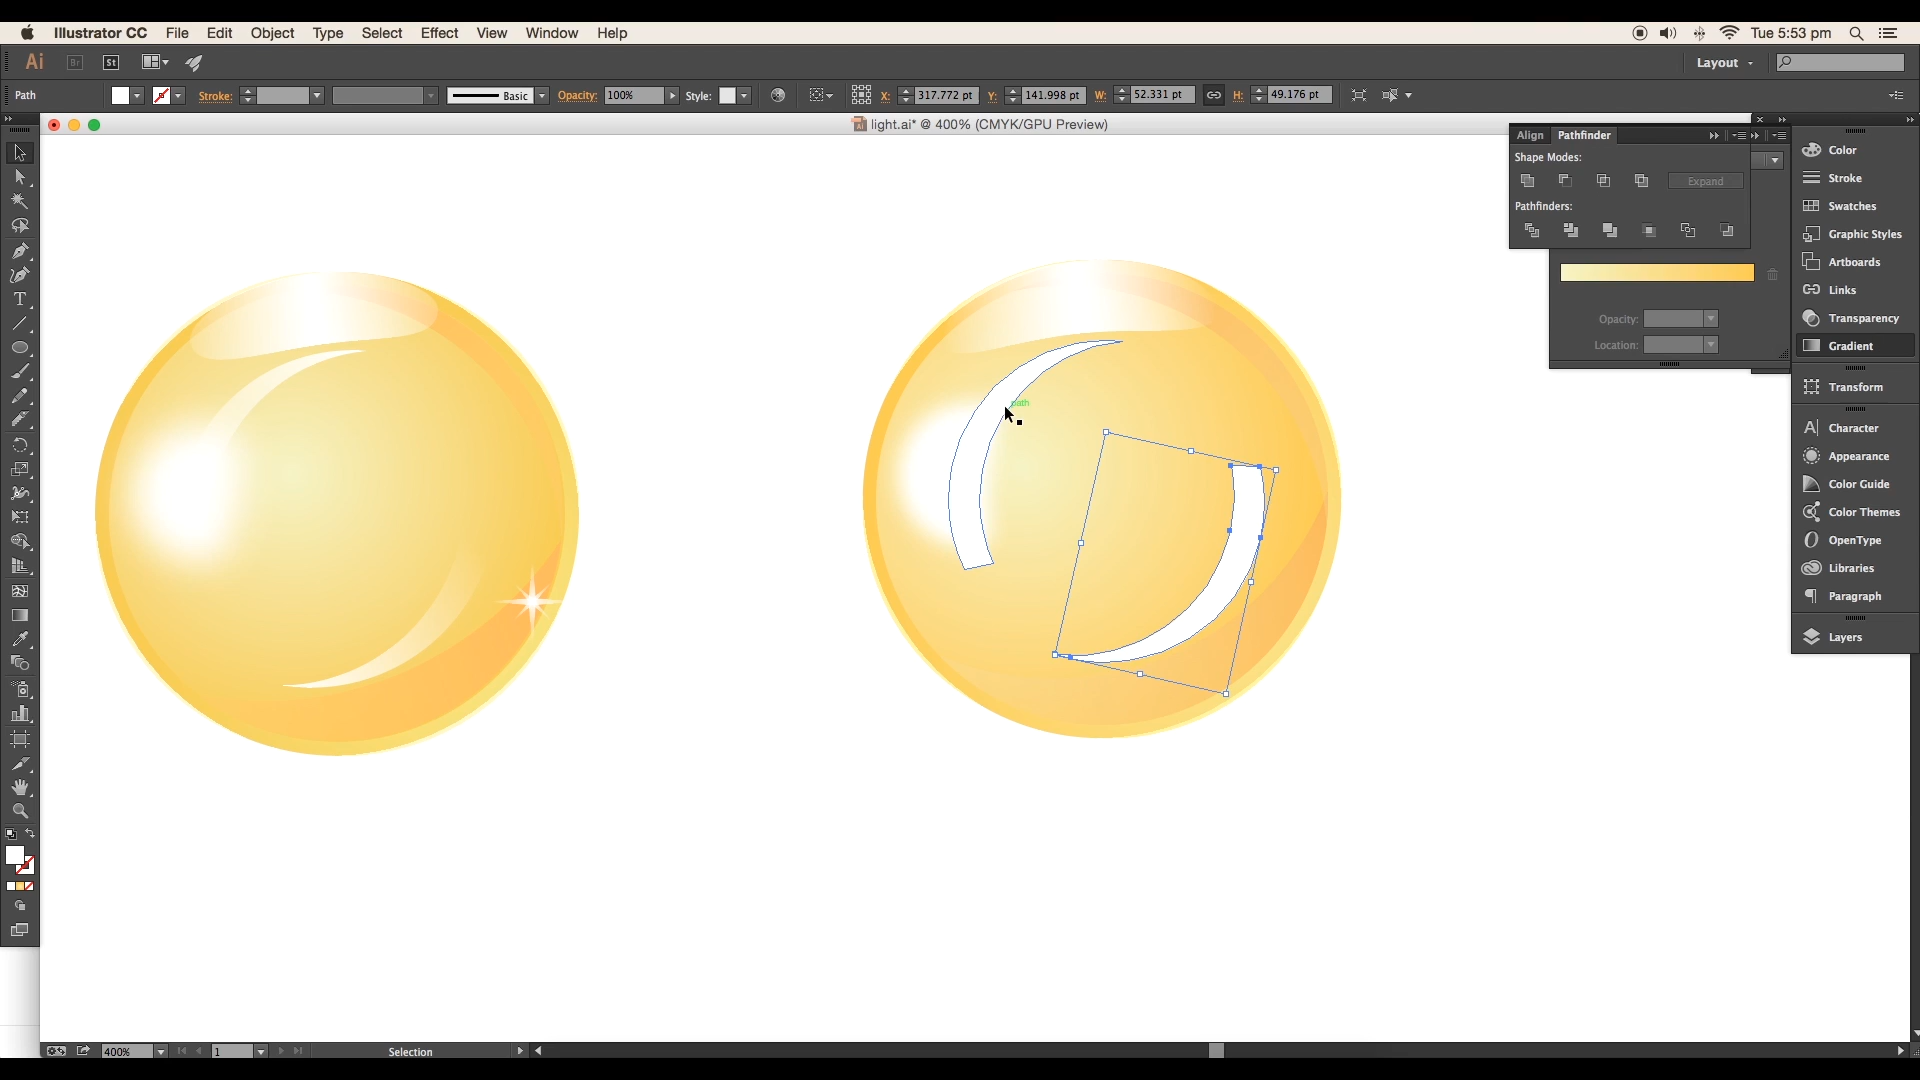 Illustrator CC File Edit Object Type Select Effect View Window Help Tue 5:53 pm
Ai Br St Layout
Path Stroke: Basic Opacity: 100% Style: X: 317.772 pt Y: 141.998 pt W: 52.331 pt H: 49.176 pt
light.ai* @ 400% (CMYK/GPU Preview)
Align Pathfinder
Shape Modes:
Expand
Pathfinders:
Opacity:
Location:
Color
Stroke
Swatches
Graphic Styles
Artboards
Links
Transparency
Gradient
Transform
Character
Appearance
Color Guide
Color Themes
OpenType
Libraries
Paragraph
Layers
path
400% 1 Selection